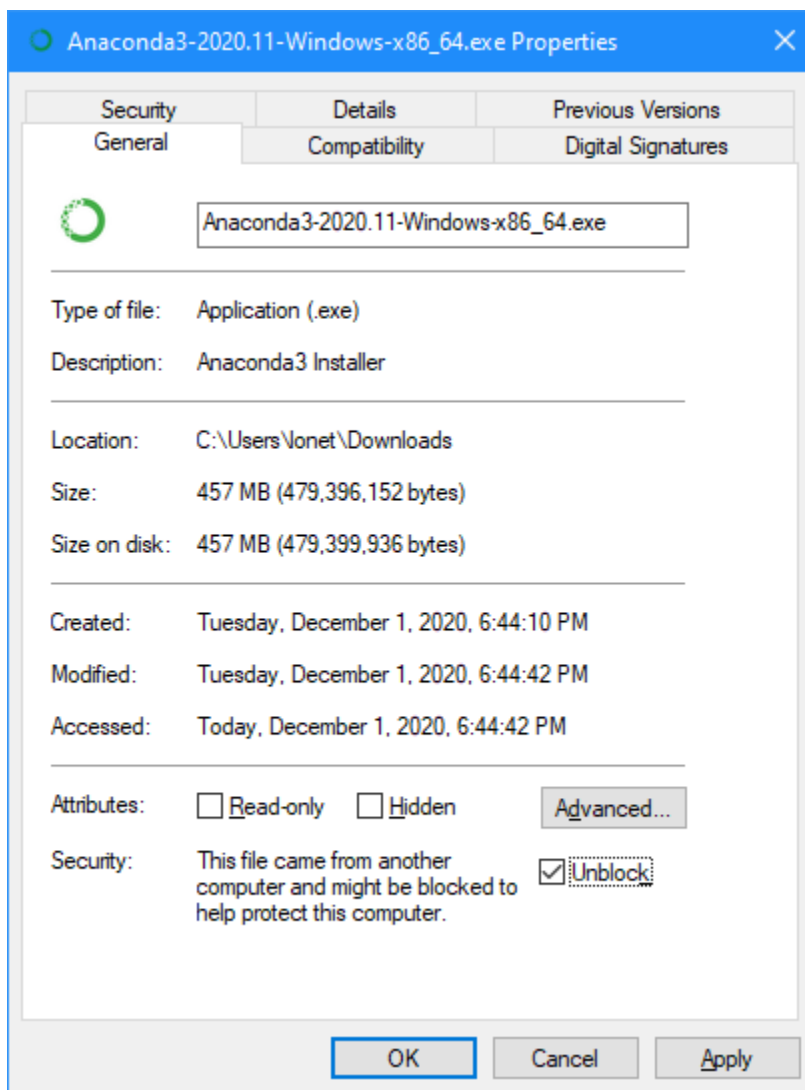 Anaconda3-2020.11-Windows-x86_64.exe Properties
Security Details Previous Versions
General Compatibility Digital Signatures
Anaconda3-2020.11-Windows-x86_64.exe
Type of file: Application (.exe)
Description: Anaconda3 Installer
Location: C:\Users\lonet\Downloads
Size: 457 MB (479,396,152 bytes)
Size on disk: 457 MB (479,399,936 bytes)
Created: Tuesday, December 1, 2020, 6:44:10 PM
Modified: Tuesday, December 1, 2020, 6:44:42 PM
Accessed: Today, December 1, 2020, 6:44:42 PM
Attributes: Read-only Hidden Advanced...
Security: This file came from another
computer and might be blocked to
help protect this computer.
Unblock
OK Cancel Apply